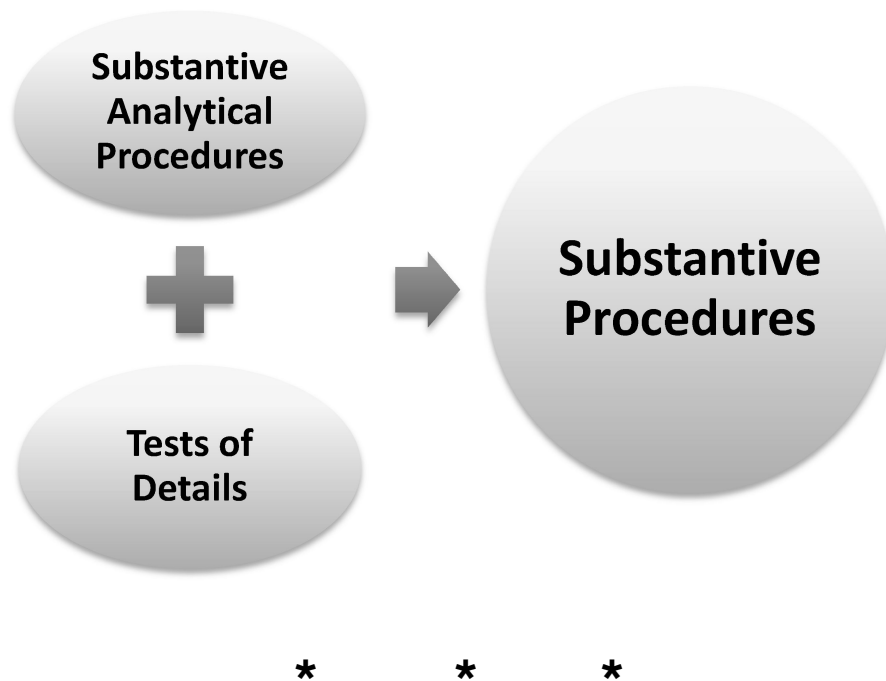 Substantive
Analytical
Procedures
Tests of
Details
Substantive
Procedures
* * *